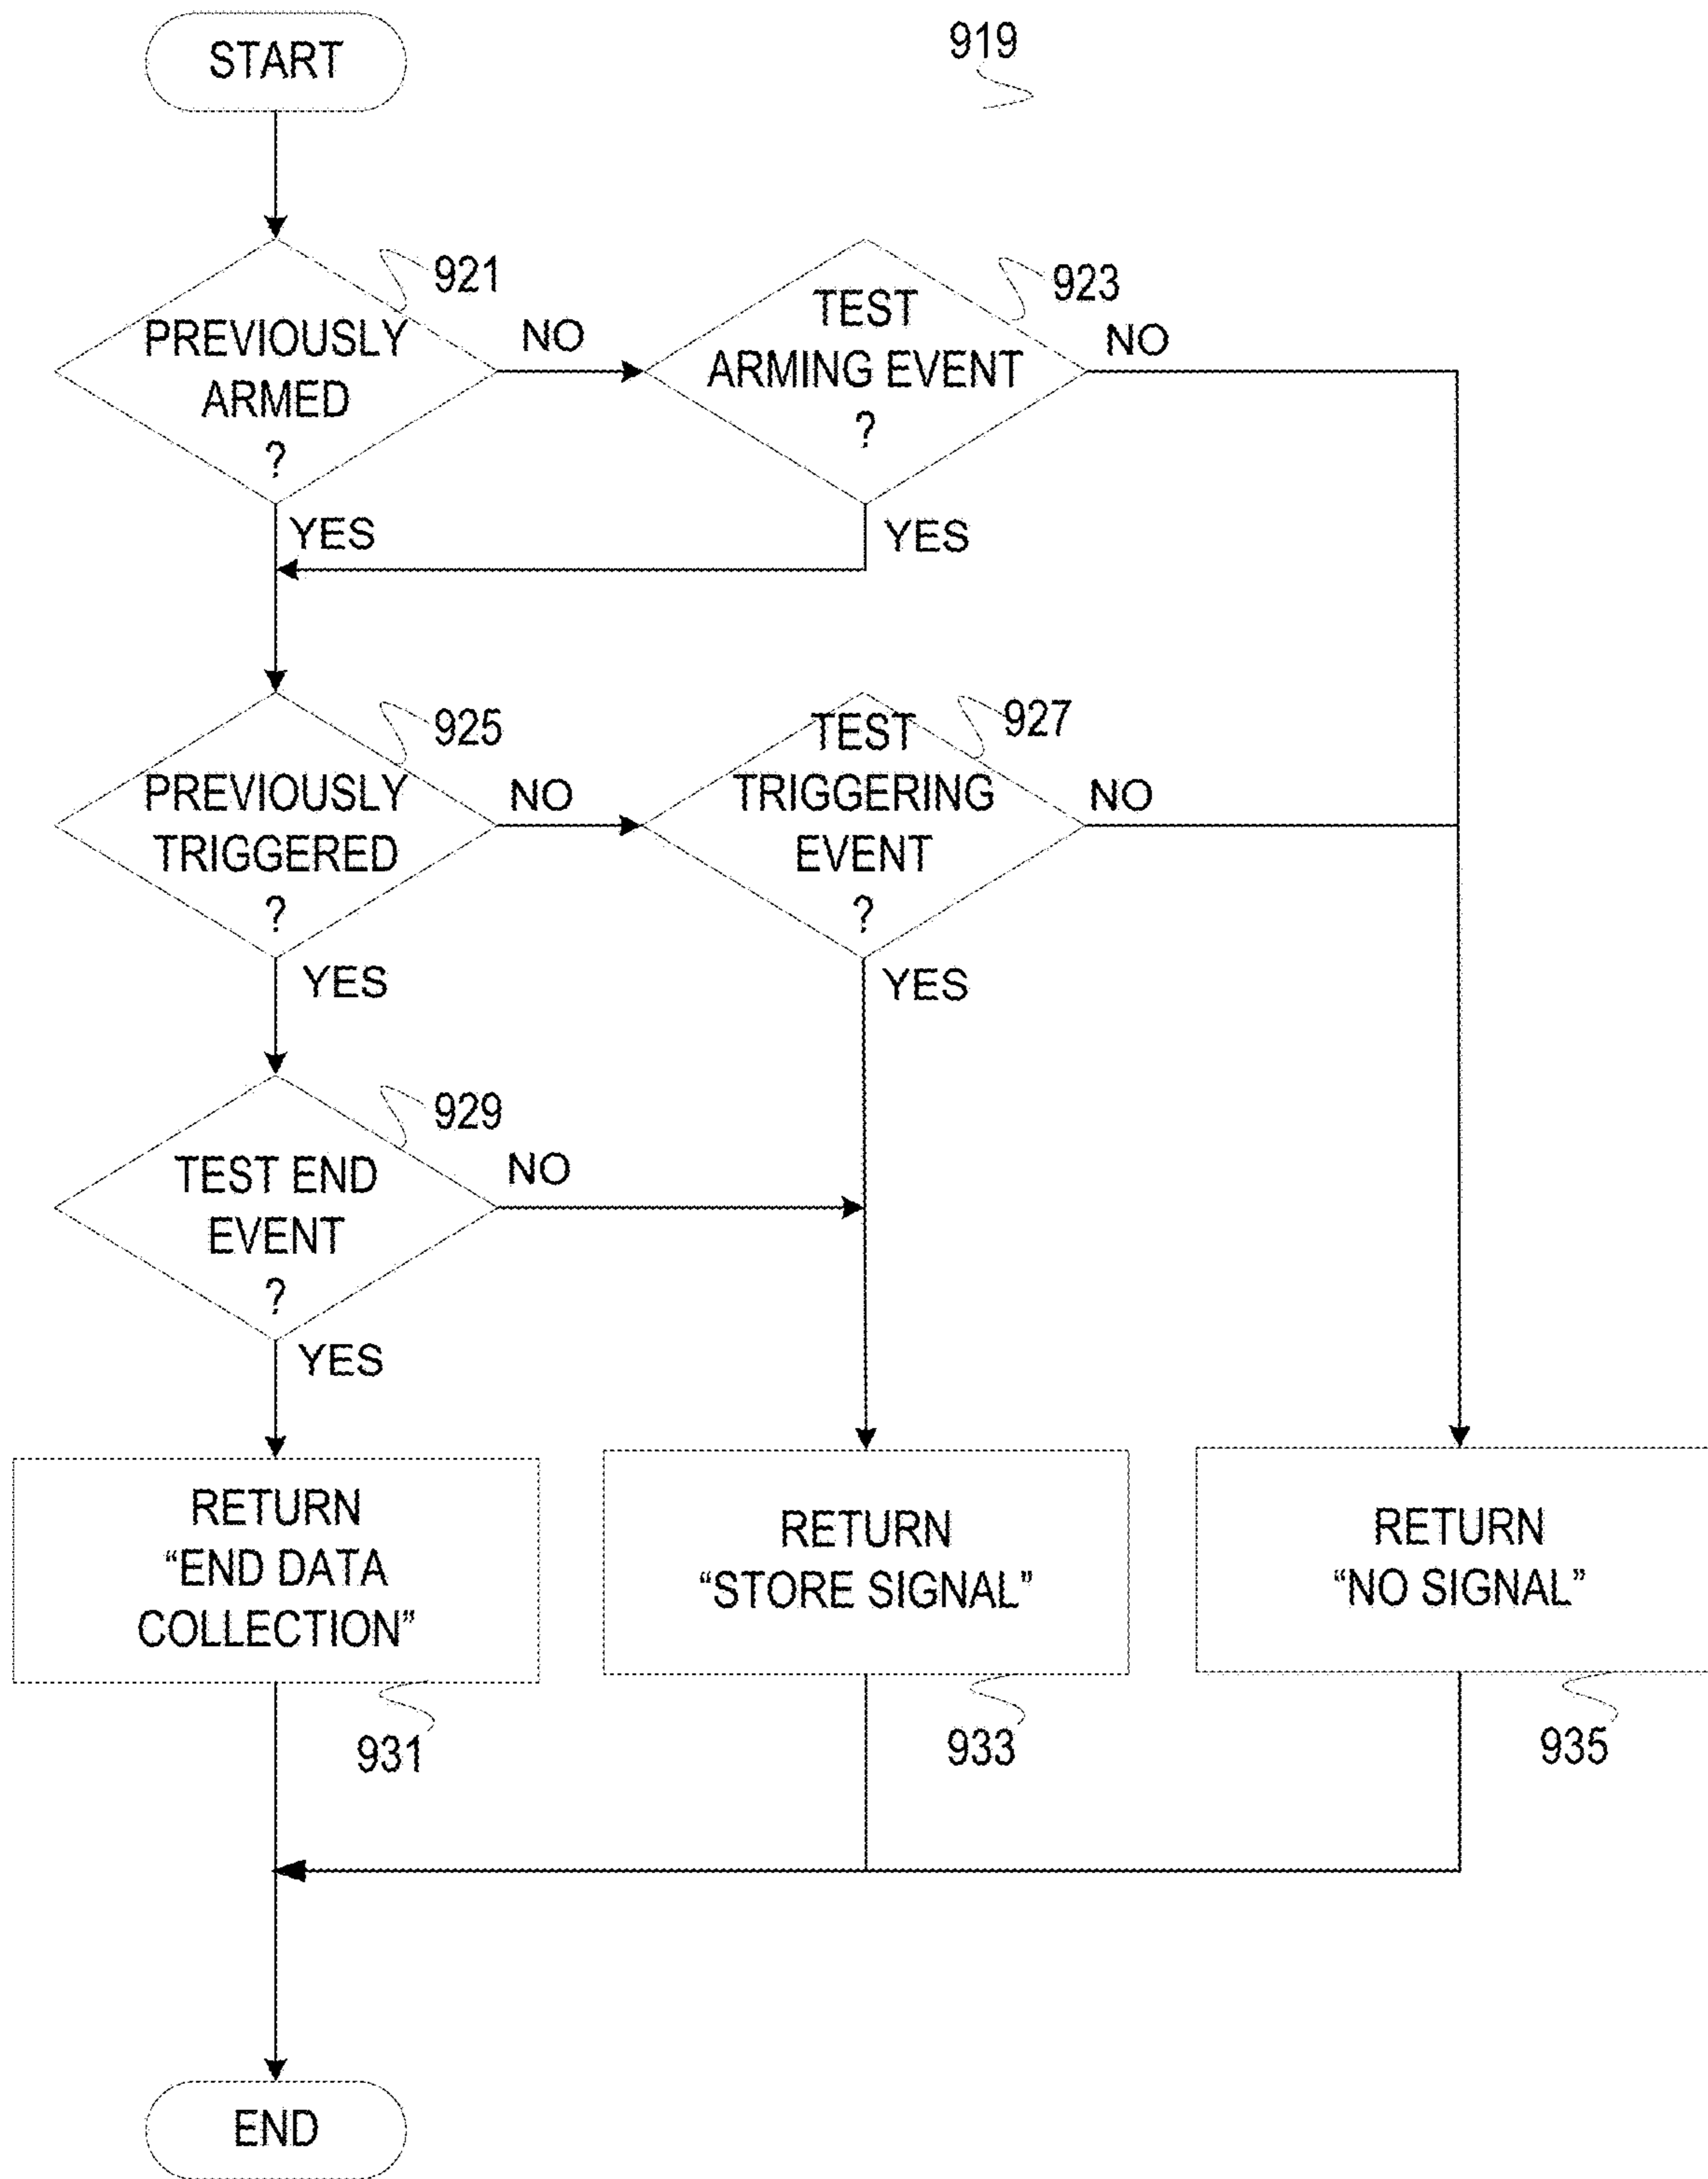 START
919
921
PREVIOUSLY
ARMED
?
NO
923
TEST
ARMING EVENT
?
NO
YES
YES
925
PREVIOUSLY
TRIGGERED
?
NO
927
TEST
TRIGGERING
EVENT
?
NO
YES
YES
929
TEST END
EVENT
?
NO
YES
RETURN
“END DATA
COLLECTION”
931
RETURN
“STORE SIGNAL”
933
RETURN
“NO SIGNAL”
935
END